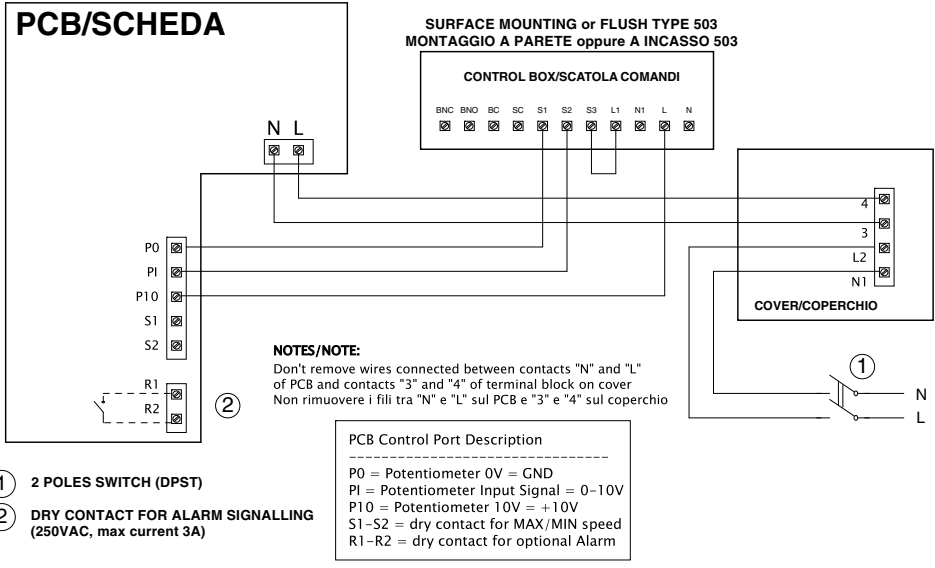 PCB/SCHEDA
SURFACE MOUNTING or FLUSH TYPE 503
MONTAGGIO A PARETE oppure A INCASSO 503
CONTROL BOX/SCATOLA COMANDI
BNC BNO BC SC S1 S2 S3 L1 N1 L N
N L
4
3
L2
N1
COVER/COPERCHIO
P0
PI
P10
S1
S2
R1
R2
2
1
N
L
NOTES/NOTE:
Don't remove wires connected between contacts "N" and "L"
of PCB and contacts "3" and "4" of terminal block on cover
Non rimuovere i fili tra "N" e "L" sul PCB e "3" e "4" sul coperchio
PCB Control Port Description
--------------------------------
P0 = Potentiometer 0V = GND
PI = Potentiometer Input Signal = 0-10V
P10 = Potentiometer 10V = +10V
S1-S2 = dry contact for MAX/MIN speed
R1-R2 = dry contact for optional Alarm
1 2 POLES SWITCH (DPST)
2 DRY CONTACT FOR ALARM SIGNALLING
(250VAC, max current 3A)